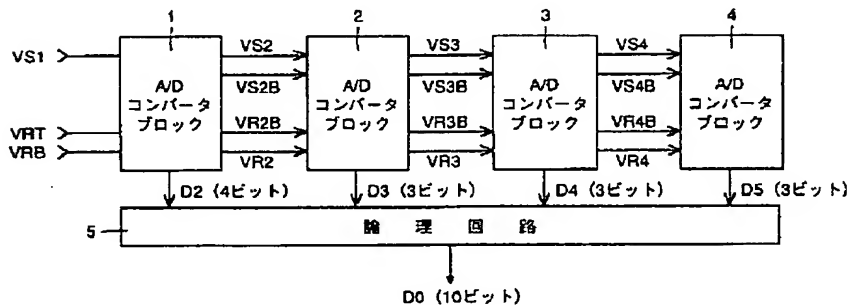 1
2
3
4
VS1
VS2
VS3
VS4
VS2B
VS3B
VS4B
A/D
コンバータ
ブロック
A/D
コンバータ
ブロック
A/D
コンバータ
ブロック
A/D
コンバータ
ブロック
VRT
VRB
VR2B
VR3B
VR4B
VR2
VR3
VR4
D2 (4ビット)
D3 (3ビット)
D4 (3ビット)
D5 (3ビット)
5
論理回路
D0 (10ビット)